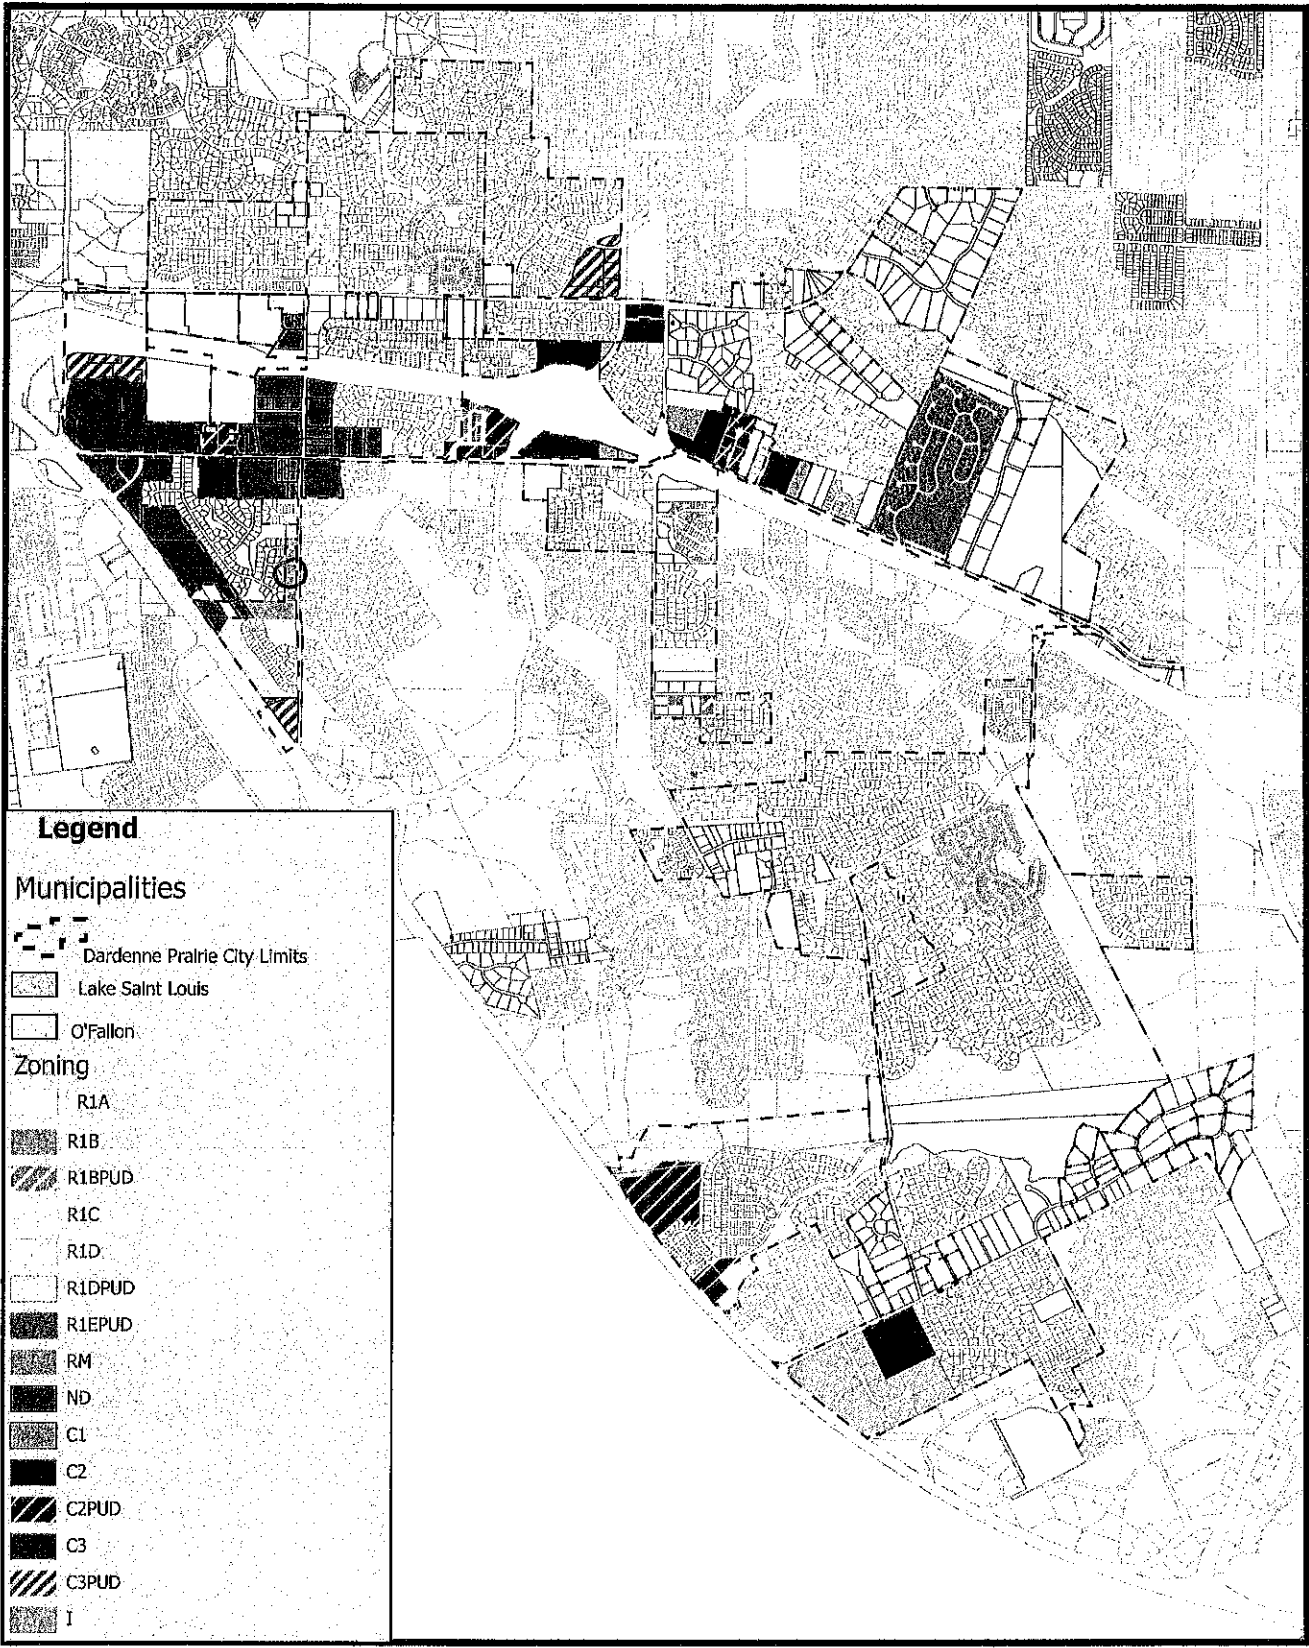 Legend
Municipalities
Dardenne Prairie City Limits
Lake Saint Louis
O'Fallon
Zoning
R1A
R1B
R1BPUD
R1C
R1D
R1DPUD
R1EPUD
RM
ND
C1
C2
C2PUD
C3
C3PUD
I